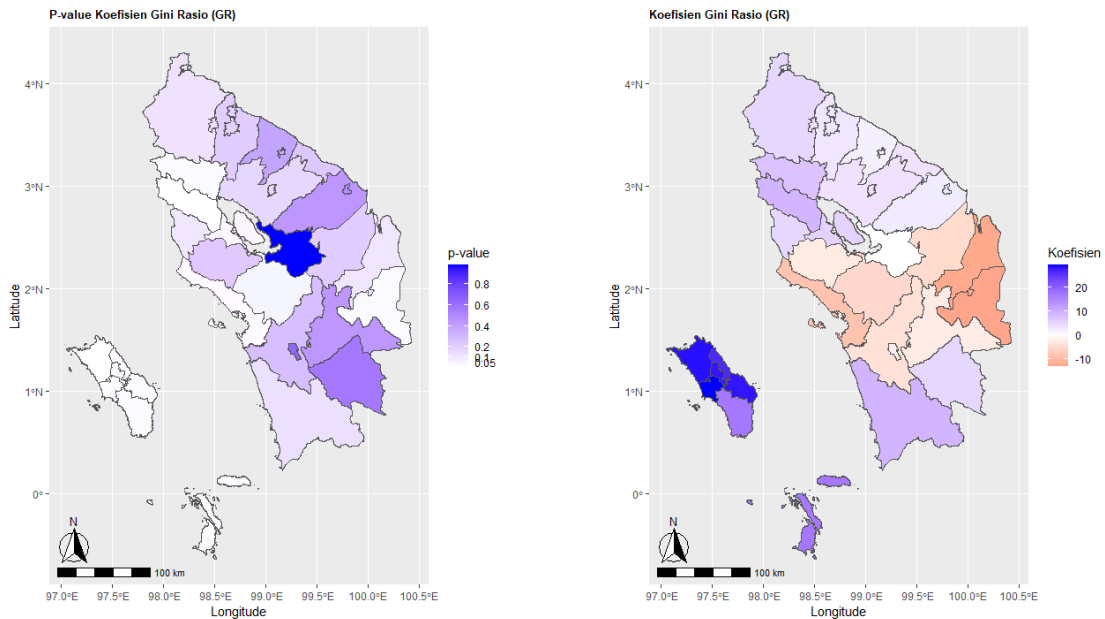 P-value Koefisien Gini Rasio (GR)
4°N
3°N
2°N
1°N
0°
Latitude
97.0°E 97.5°E 98.0°E 98.5°E 99.0°E 99.5°E 100.0°E 100.5°E
Longitude
N
100 km
p-value
0.8
0.6
0.4
0.2
0.1
0.05
Koefisien Gini Rasio (GR)
4°N
3°N
2°N
1°N
0°
Latitude
97.0°E 97.5°E 98.0°E 98.5°E 99.0°E 99.5°E 100.0°E 100.5°E
Longitude
N
100 km
Koefisien
20
10
0
-10